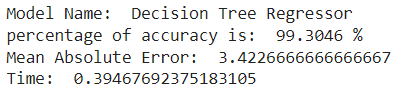 Model Name:  Decision Tree Regressor
percentage of accuracy is:  99.3046 %
Mean Absolute Error:  3.4226666666666667
Time:  0.39467692375183105